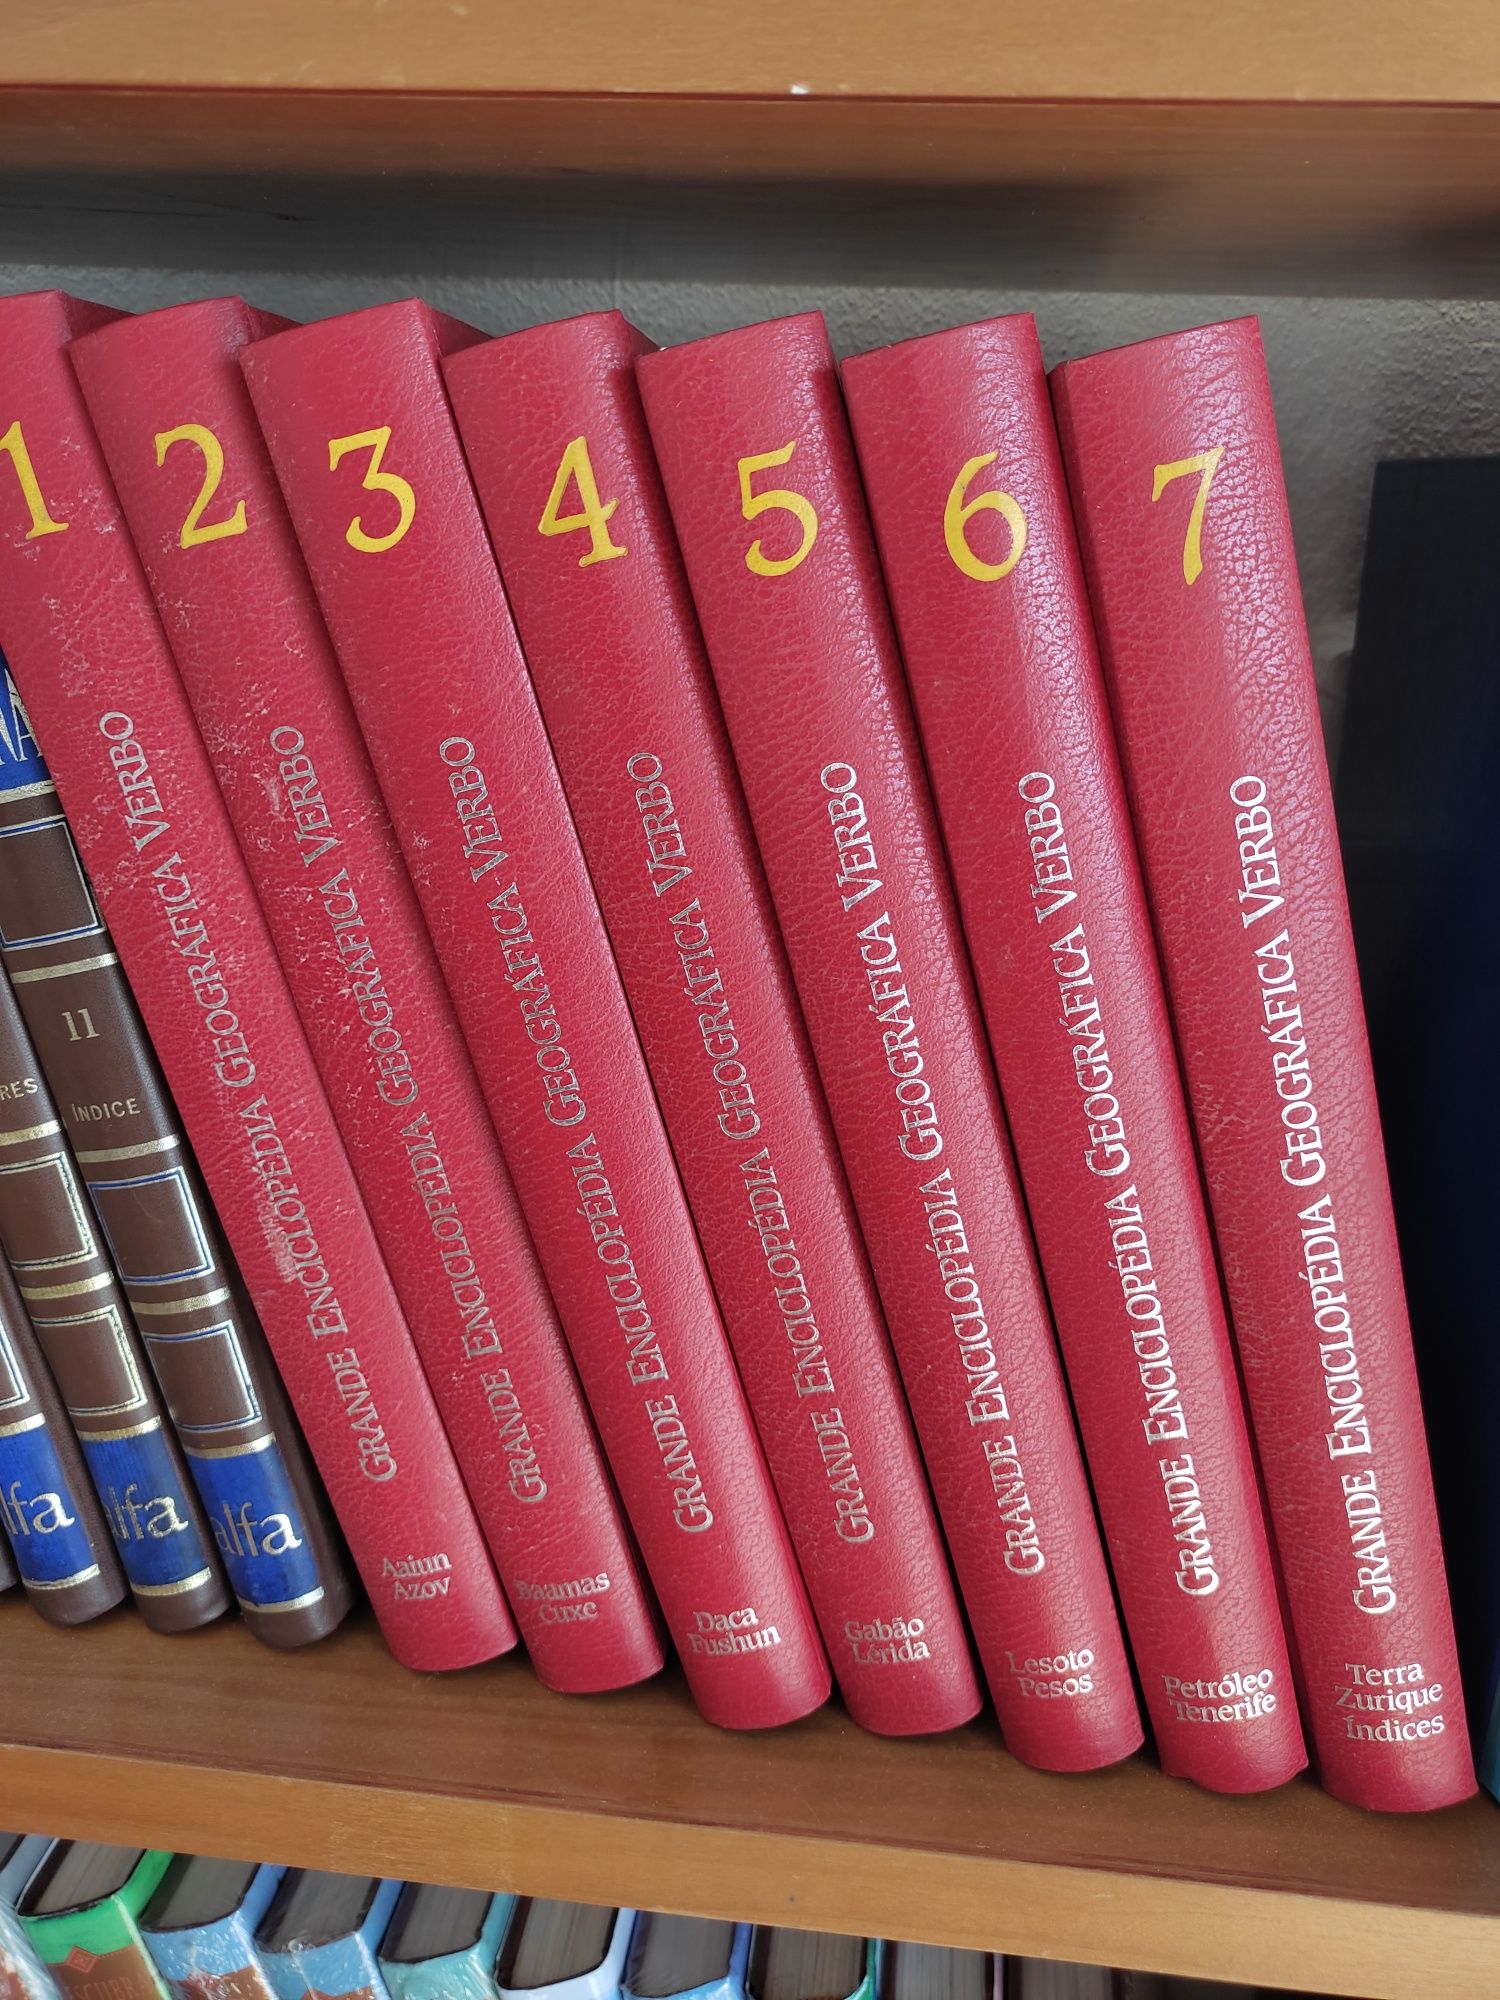 1
GRANDE ENCICLOPÉDIA GEOGRÁFICA VERBO
Aaiun
Azov
2
GRANDE ENCICLOPÉDIA GEOGRÁFICA VERBO
Baamas
Cuxe
3
GRANDE ENCICLOPÉDIA GEOGRÁFICA VERBO
Daca
Fushun
4
GRANDE ENCICLOPÉDIA GEOGRÁFICA VERBO
Gabão
Lérida
5
GRANDE ENCICLOPÉDIA GEOGRÁFICA VERBO
Lesoto
Pesos
6
GRANDE ENCICLOPÉDIA GEOGRÁFICA VERBO
Petróleo
Tenerife
7
GRANDE ENCICLOPÉDIA GEOGRÁFICA VERBO
Terra
Zurique
Índices
11
ÍNDICE
alfa
alfa
alfa